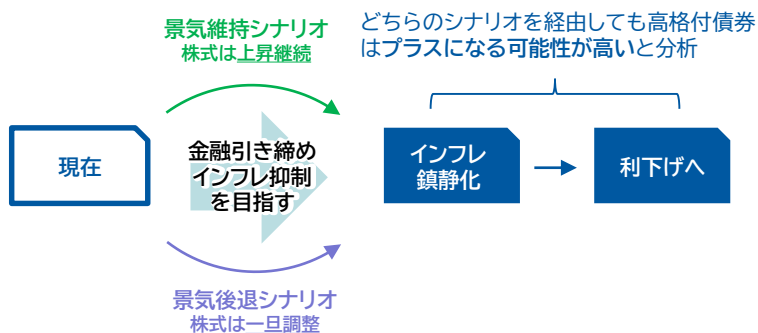 景気維持シナリオ
株式は上昇継続
どちらのシナリオを経由しても高格付債券
はプラスになる可能性が高いと分析
現在
金融引き締め
インフレ抑制
を目指す
インフレ
鎮静化
利下げへ
景気後退シナリオ
株式は一旦調整